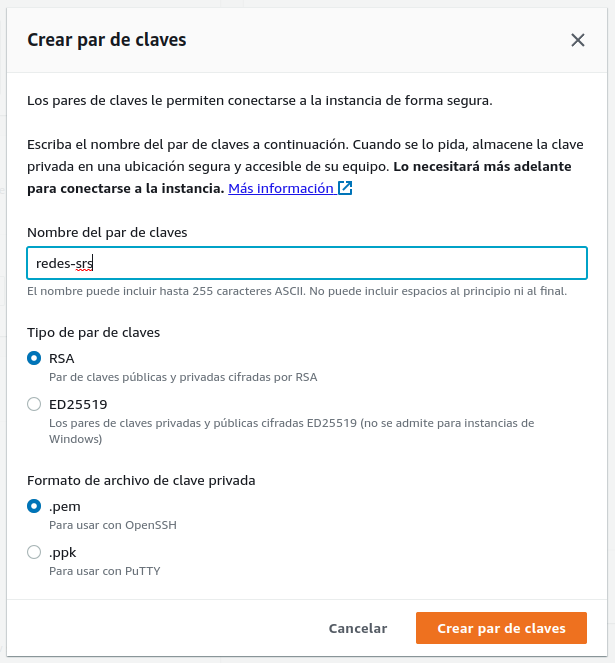 Crear par de claves
Los pares de claves le permiten conectarse a la instancia de forma segura.
Escriba el nombre del par de claves a continuación. Cuando se lo pida, almacene la clave
privada en una ubicación segura y accesible de su equipo. Lo necesitará más adelante
para conectarse a la instancia. Más información
Nombre del par de claves
redes-srs
El nombre puede incluir hasta 255 caracteres ASCII. No puede incluir espacios al principio ni al final.
Tipo de par de claves
RSA
Par de claves públicas y privadas cifradas por RSA
ED25519
Los pares de claves privadas y públicas cifradas ED25519 (no se admite para instancias de
Windows)
Formato de archivo de clave privada
.pem
Para usar con OpenSSH
.ppk
Para usar con PuTTY
Cancelar
Crear par de claves